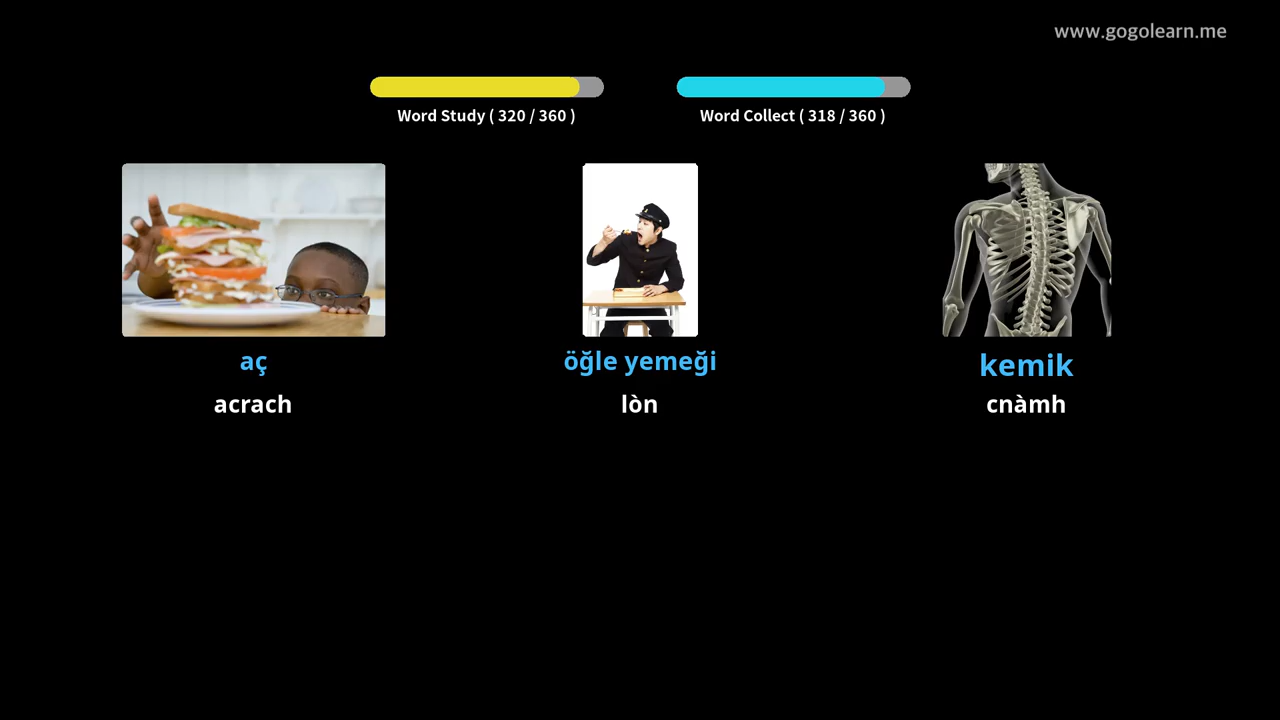 www.gogolearn.me
Word Study ( 320 / 360 )
Word Collect ( 318 / 360 )
aç
öğle yemeği
kemik
acrach
lòn
cnàmh